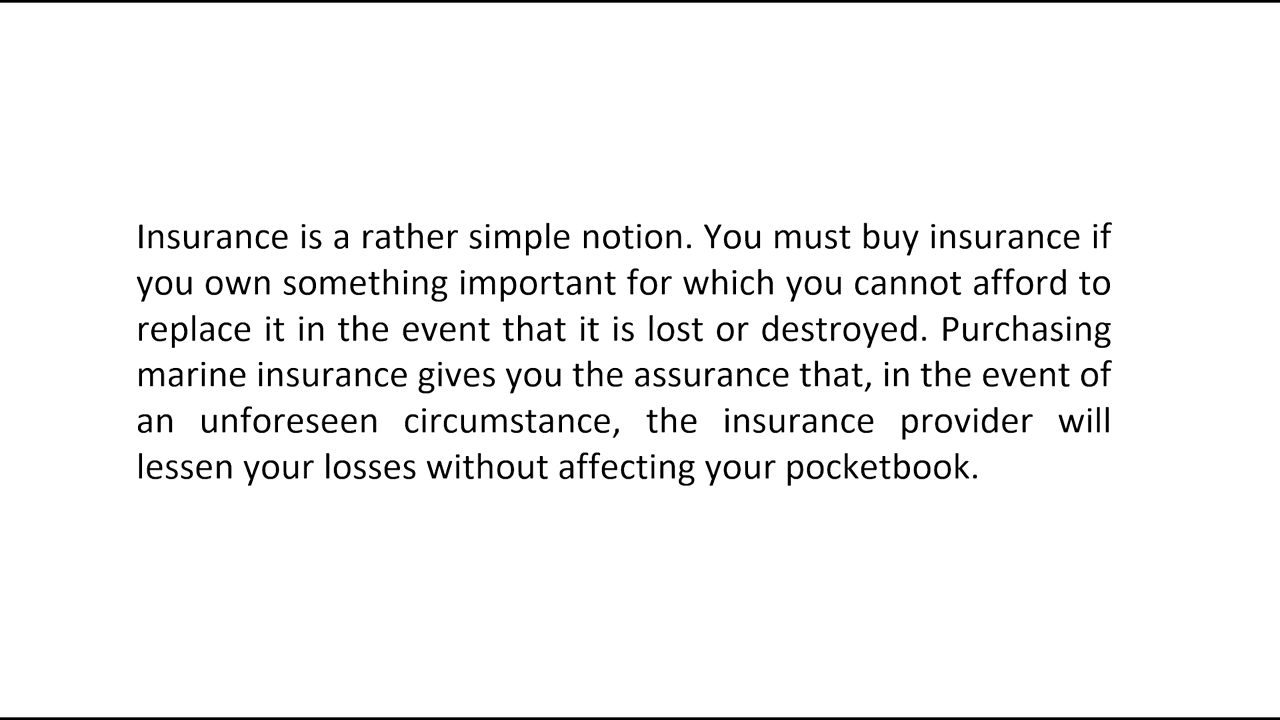 Insurance is a rather simple notion. You must buy insurance if
you own something important for which you cannot afford to
replace it in the event that it is lost or destroyed. Purchasing
marine insurance gives you the assurance that, in the event of
an unforeseen circumstance, the insurance provider will
lessen your losses without affecting your pocketbook.